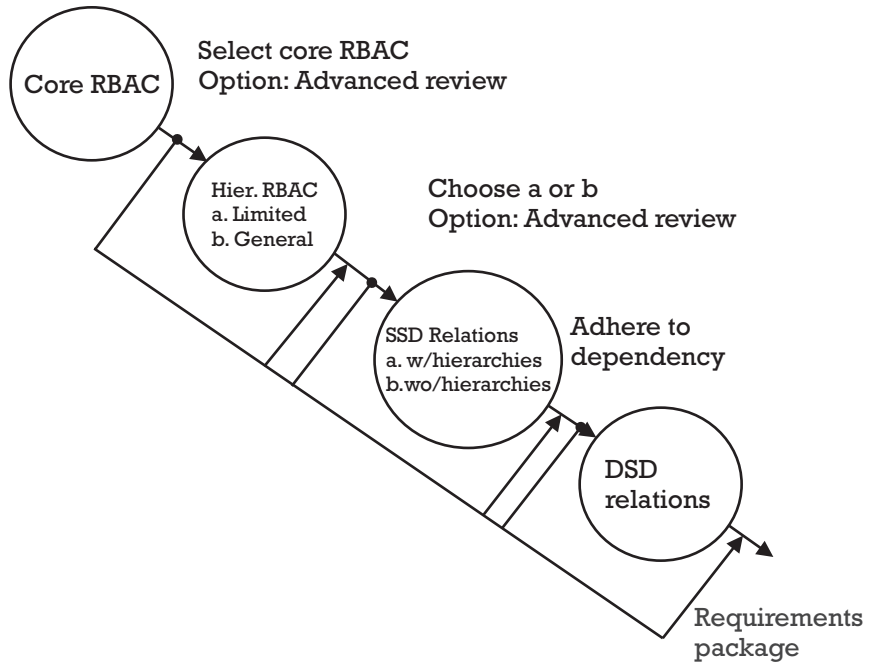 Core RBAC
Select core RBAC
Option: Advanced review
Hier. RBAC
a. Limited
b. General
Choose a or b
Option: Advanced review
SSD Relations
a. w/hierarchies
b.wo/hierarchies
Adhere to
dependency
DSD
relations
Requirements
package